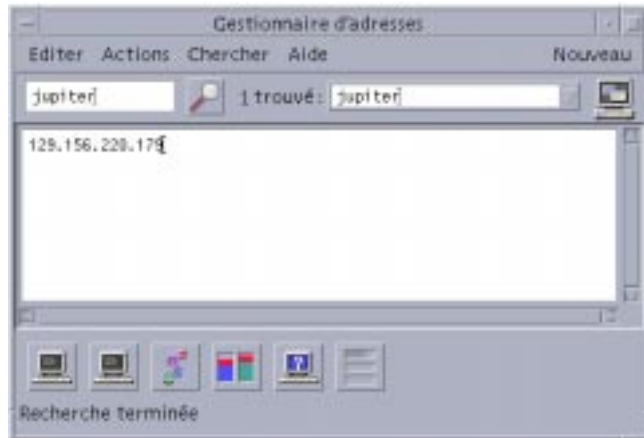 Gestionnaire d'adresses
Editer Actions Chercher Aide Nouveau
jupiter 1 trouvé: jupiter
129.156.220.179
?
Recherche terminée